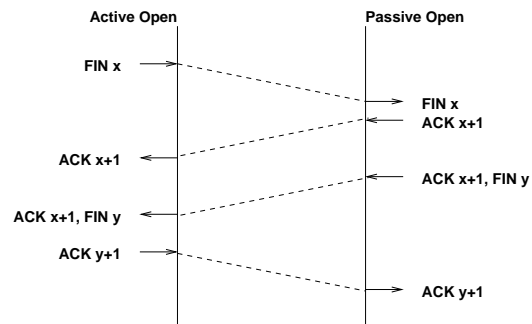 Active Open
Passive Open
FIN x
FIN x
ACK x+1
ACK x+1
ACK x+1, FIN y
ACK x+1, FIN y
ACK y+1
ACK y+1